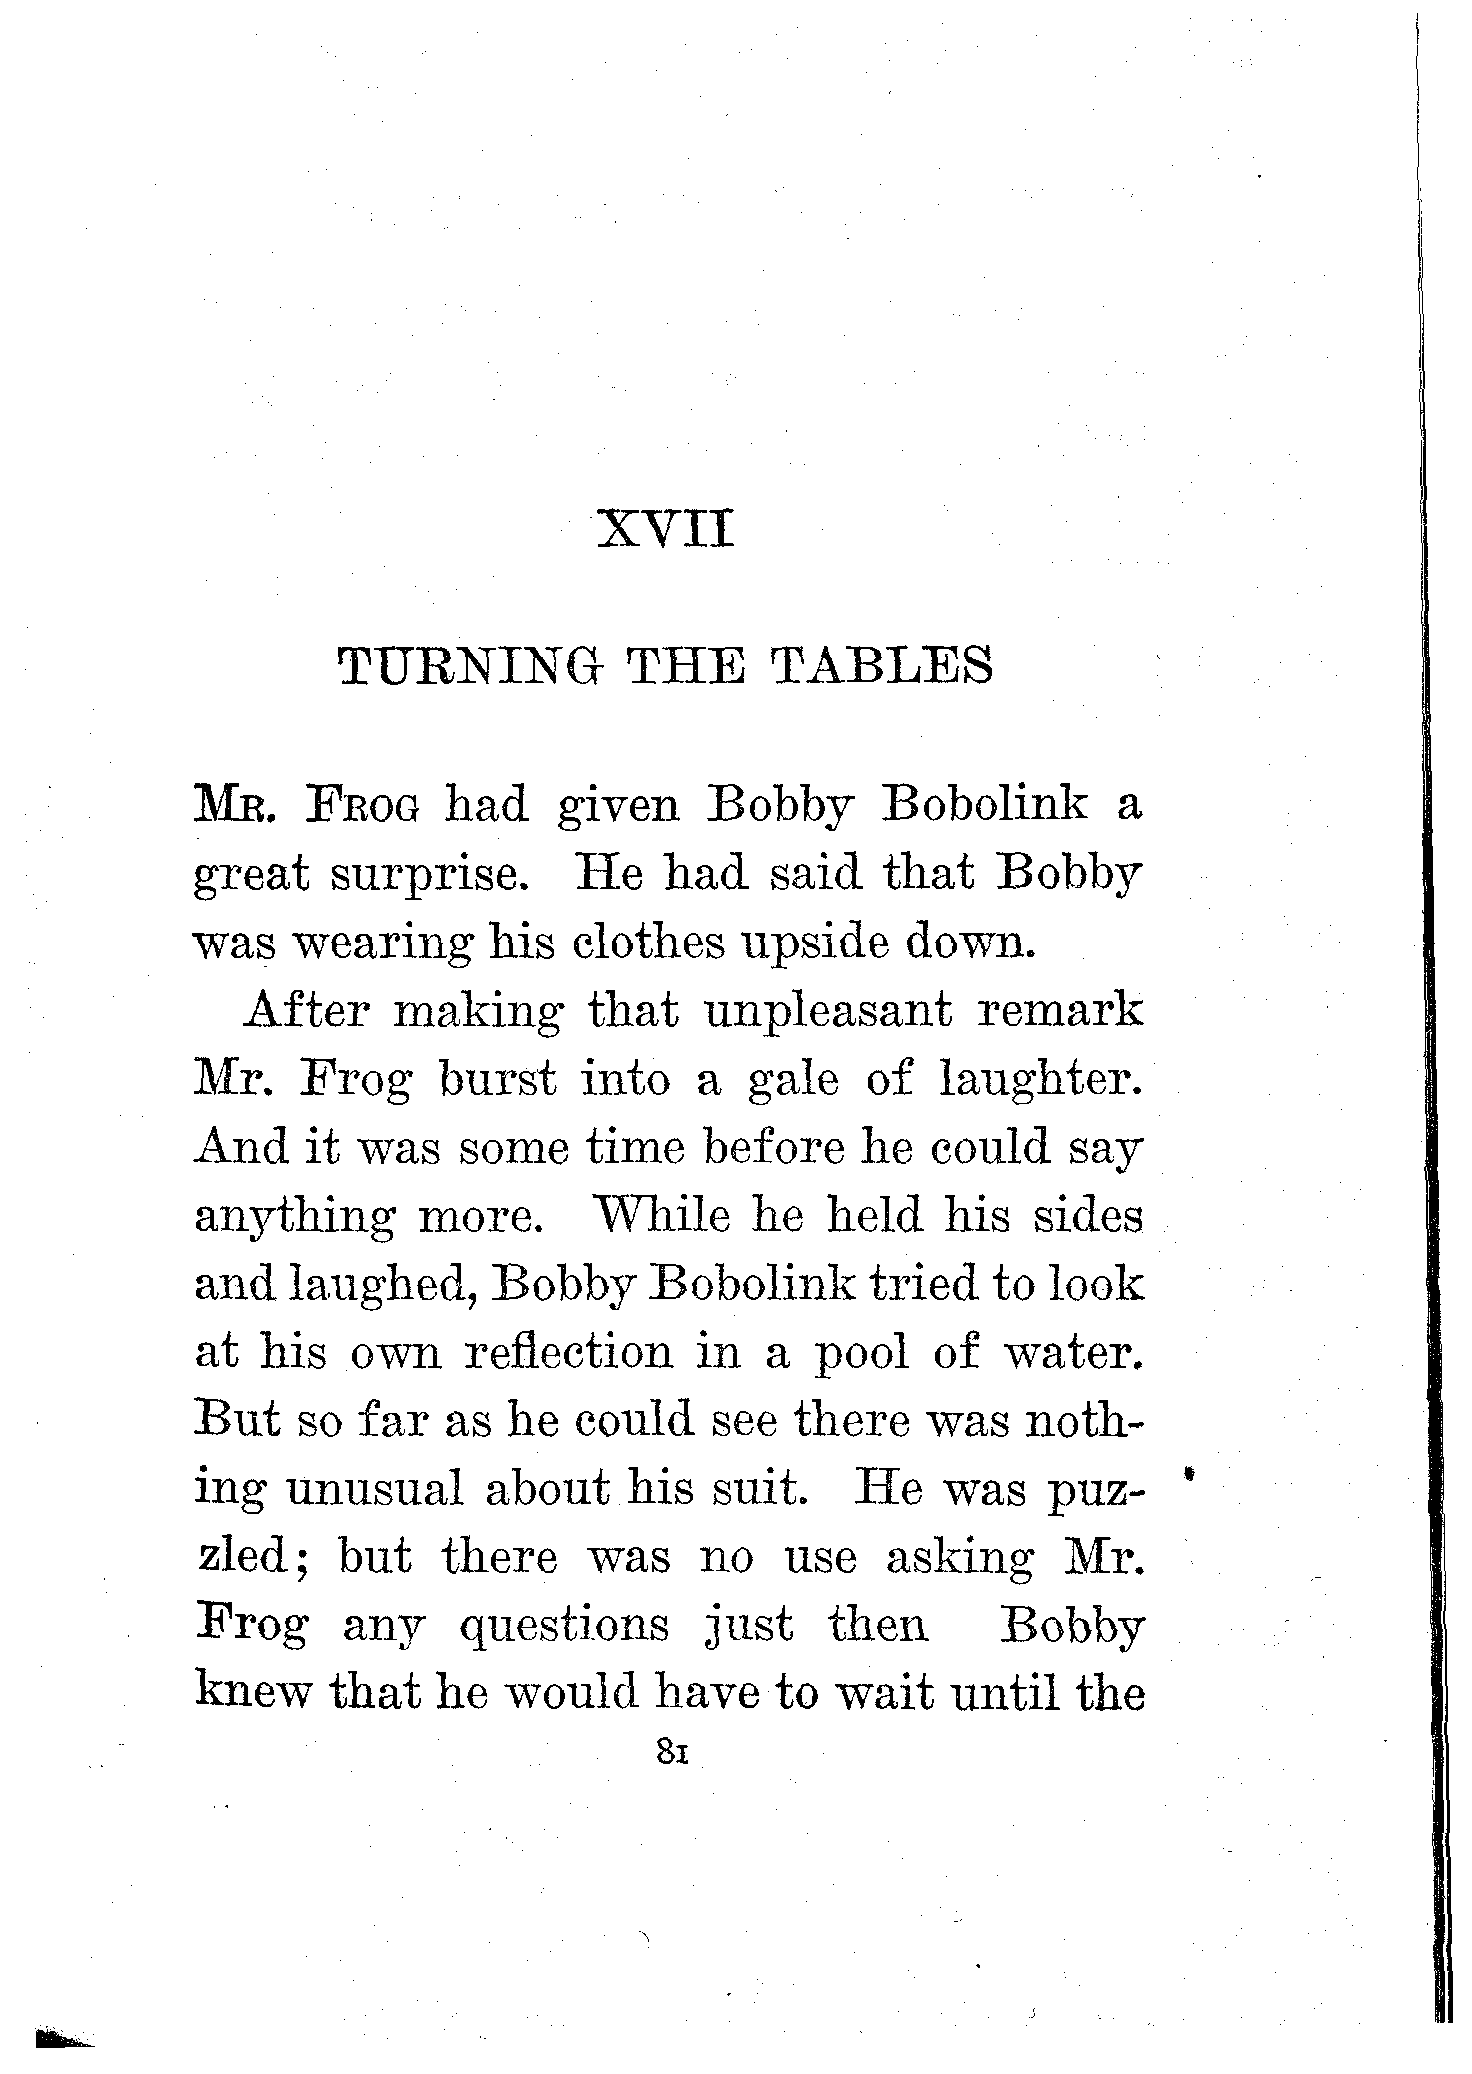 XVII
TURNING THE TABLES
MR. FROG had given Bobby Bobolink a
great surprise. He had said that Bobby
was wearing his clothes upside down.
After making that unpleasant remark
Mr. Frog burst into a gale of laughter.
And it was some time before he could say
anything more. While he held his sides
and laughed, Bobby Bobolink tried to look
at his own reflection in a pool of water.
But so far as he could see there was noth-
ing unusual about his suit. He was puz-
zled; but there was no use asking Mr.
Frog any questions just then Bobby
knew that he would have to wait until the
81